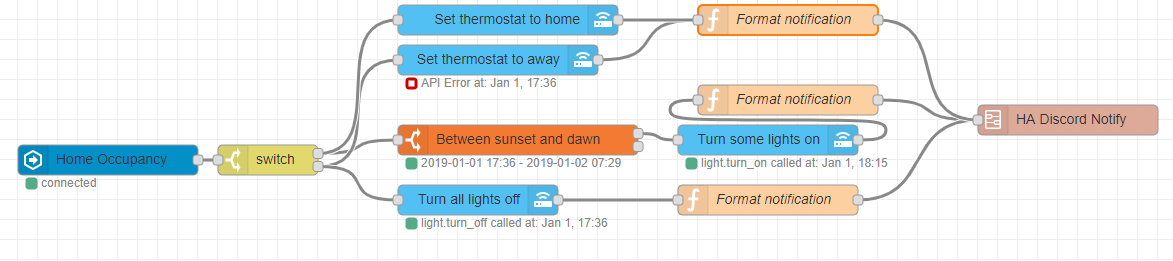 Set thermostat to home
Format notification
Set thermostat to away
API Error at: Jan 1, 17:36
Format notification
HA Discord Notify
Between sunset and dawn
Turn some lights on
2019-01-01 17:36 - 2019-01-02 07:29
light.turn_on called at: Jan 1, 18:15
Home Occupancy
switch
connected
Turn all lights off
Format notification
light.turn_off called at: Jan 1, 17:36